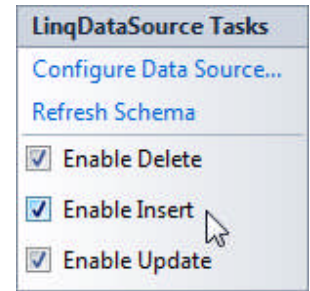 LinqDataSource Tasks
Configure Data Source...
Refresh Schema
Enable Delete
Enable Insert
Enable Update